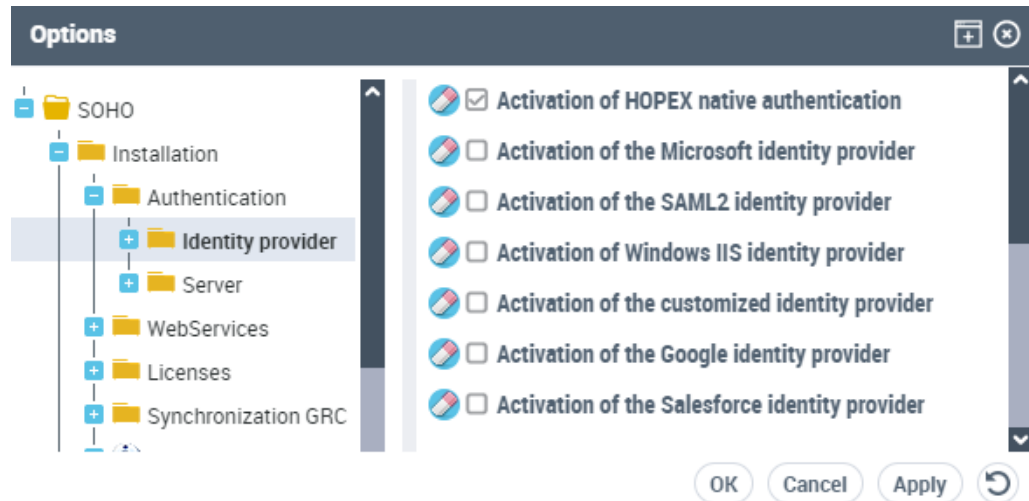 Options
SOHO
Installation
Authentication
Identity provider
Server
WebServices
Licenses
Synchronization GRC
Activation of HOPEX native authentication
Activation of the Microsoft identity provider
Activation of the SAML2 identity provider
Activation of Windows IIS identity provider
Activation of the customized identity provider
Activation of the Google identity provider
Activation of the Salesforce identity provider
OK
Cancel
Apply